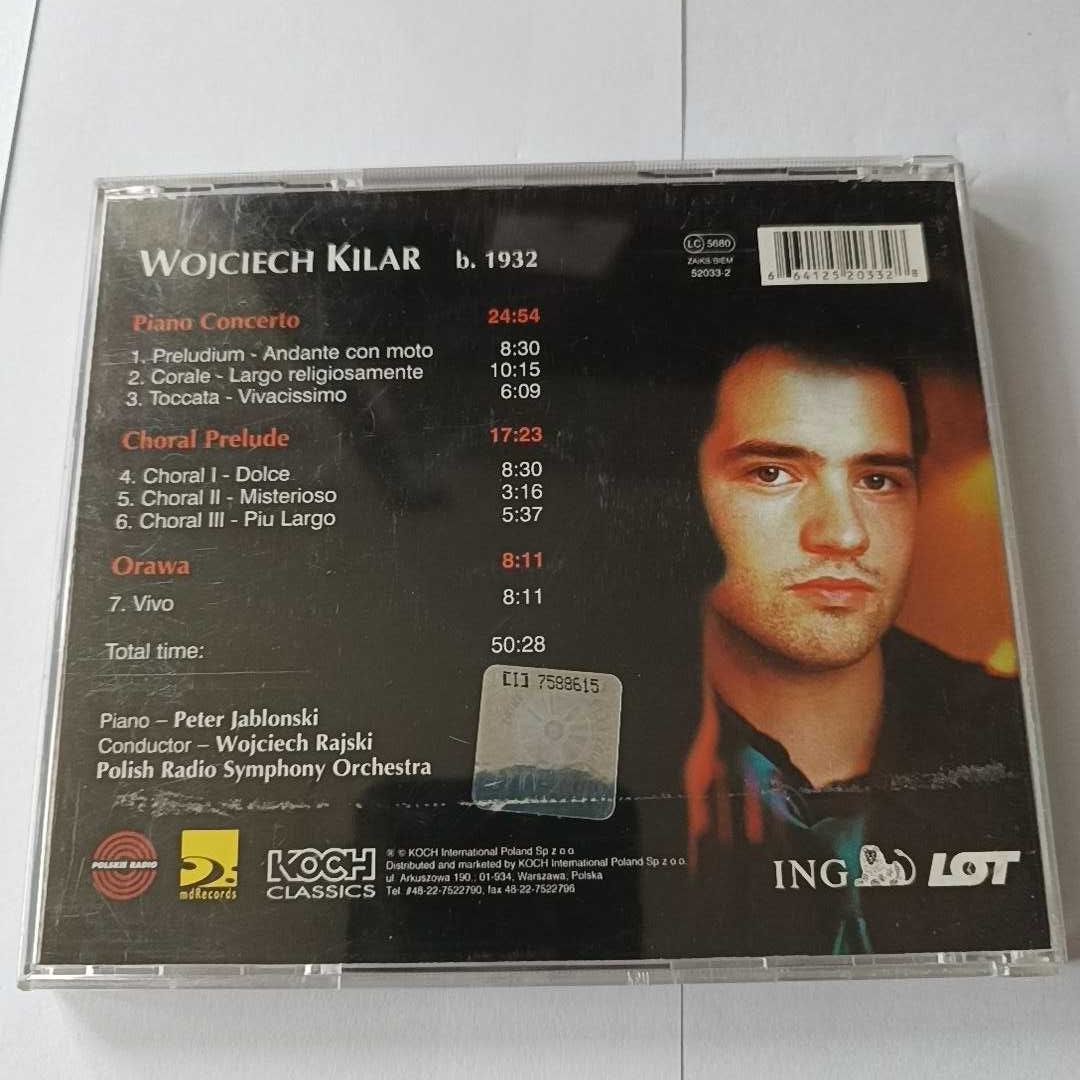 WOJCIECH KILAR b. 1932
LC 5680
ZAiKS/BIEM
52033-2
6 64125 20332 8
Piano Concerto 24:54
1. Preludium - Andante con moto 8:30
2. Corale - Largo religiosamente 10:15
3. Toccata - Vivacissimo 6:09
Choral Prelude 17:23
4. Choral I - Dolce 8:30
5. Choral II - Misterioso 3:16
6. Choral III - Piu Largo 5:37
Orawa 8:11
7. Vivo 8:11
Total time: 50:28
[I] 7588615
Piano – Peter Jablonski
Conductor – Wojciech Rajski
Polish Radio Symphony Orchestra
POLSKIE RADIO
mdRecords
KOCH
CLASSICS
℗ © KOCH International Poland Sp z o.o.
Distributed and marketed by KOCH International Poland Sp z o.o.
ul. Arkuszowa 190,; 01-934, Warszawa, Polska
Tel. #48-22-7522790, fax 48-22-7522796
ING
LOT